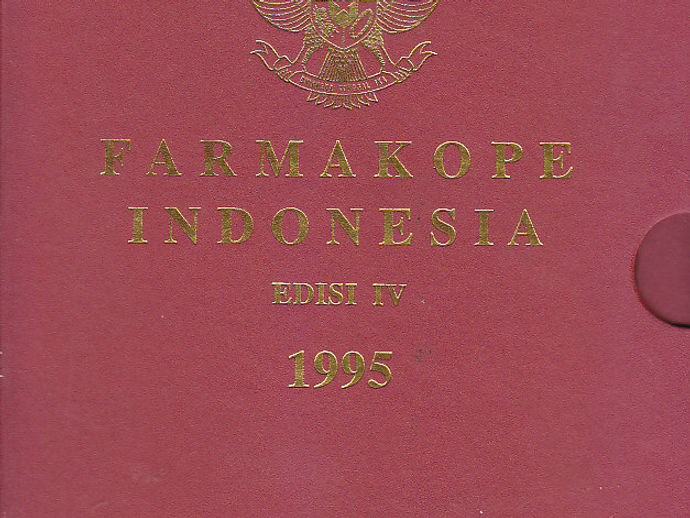 FARMAKOPE
INDONESIA
EDISI IV
1995